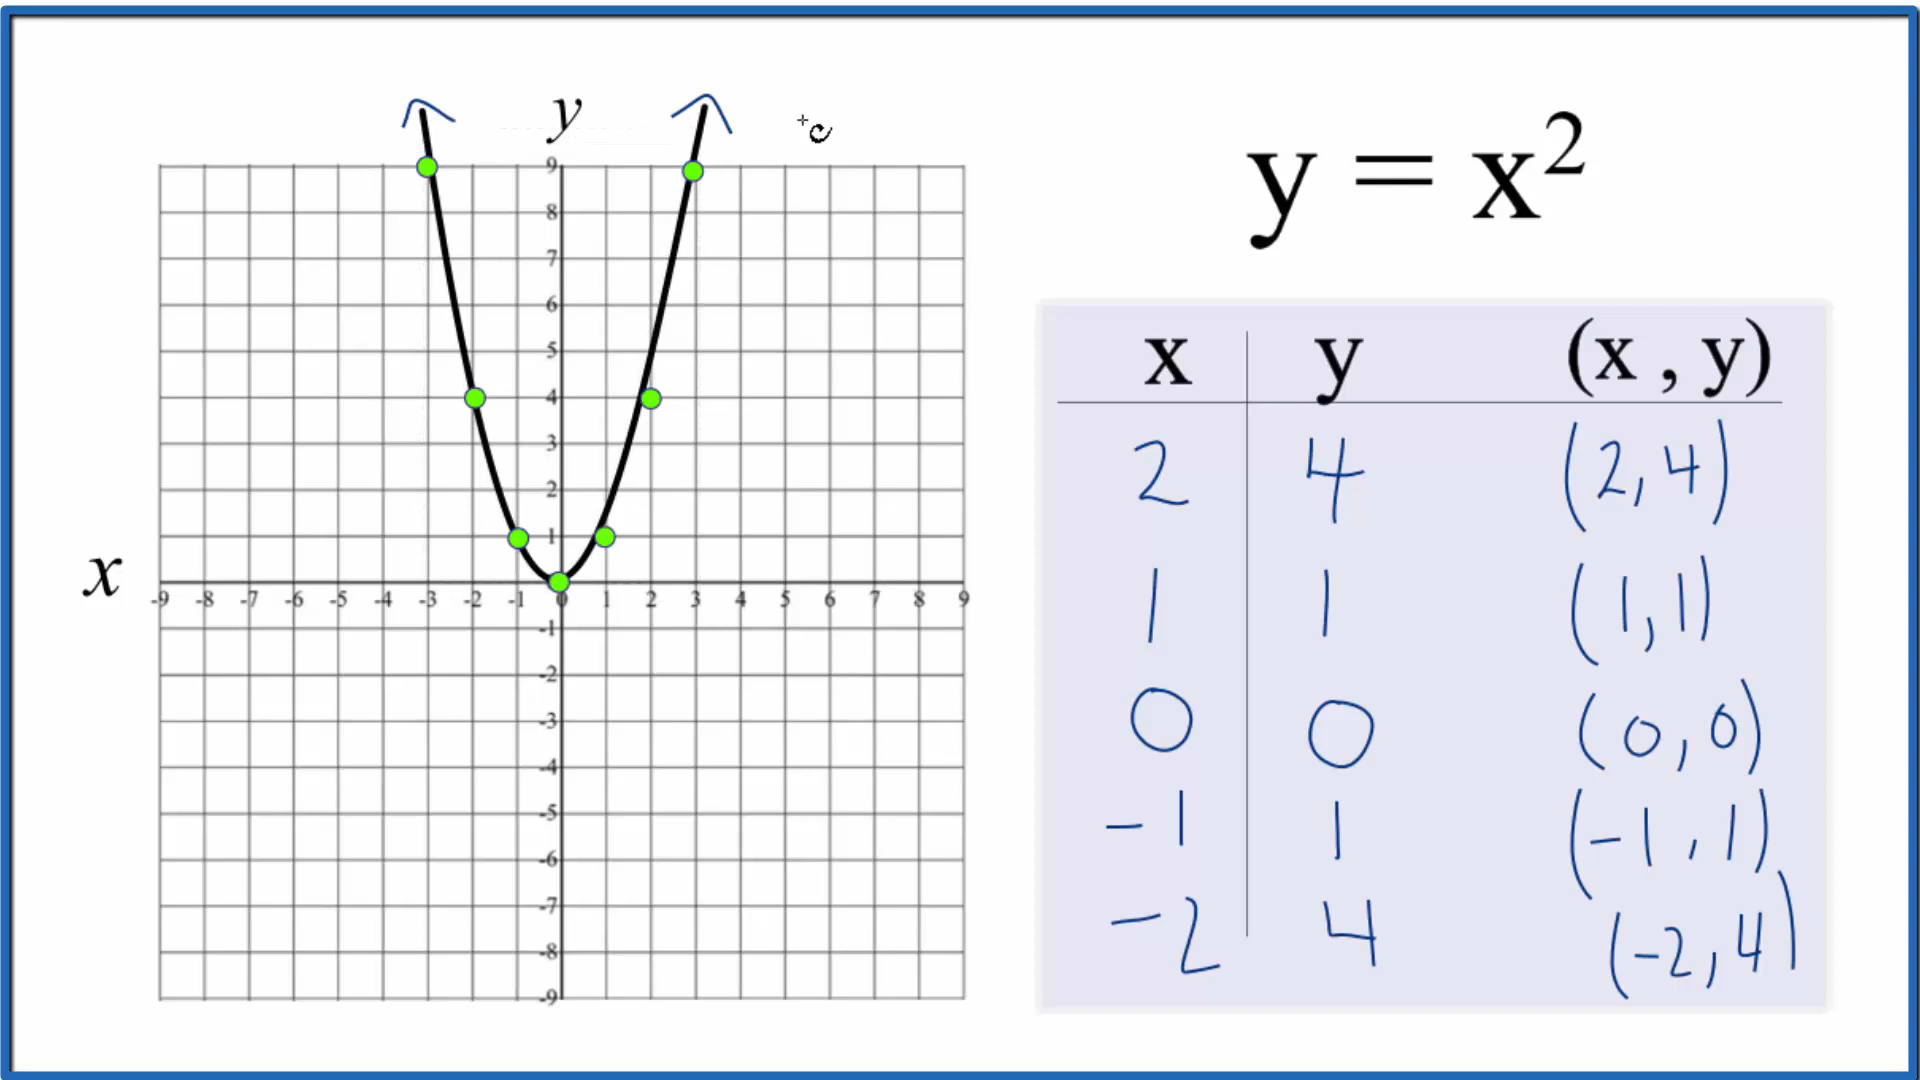 y
y = x²
9
8
7
6
5
4
3
2
1
x
-9 -8 -7 -6 -5 -4 -3 -2 -1 0 1 2 3 4 5 6 7 8 9
-1
-2
-3
-4
-5
-6
-7
-8
-9
x y (x , y)
2 4 (2, 4)
1 1 (1, 1)
0 0 (0, 0)
-1 1 (-1, 1)
-2 4 (-2, 4)